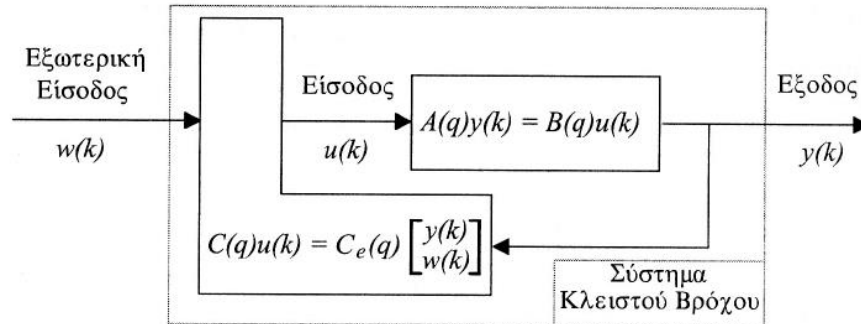 Εξωτερική
Είσοδος
w(k)
Είσοδος
u(k)
A(q)y(k) = B(q)u(k)
Εξοδος
y(k)
C(q)u(k) = C_e(q) [y(k)
w(k)]
Σύστημα
Κλειστού Βρόχου